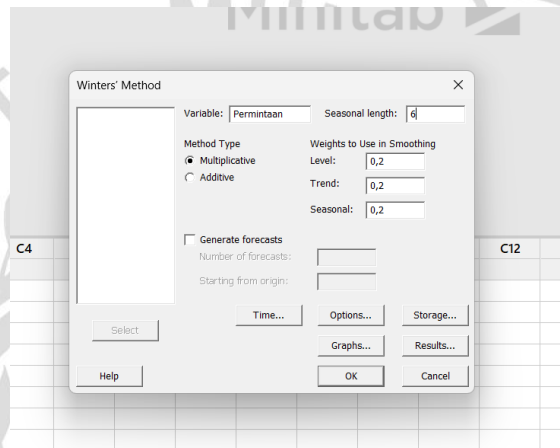 Minitab
Winters' Method
Variable: Permintaan Seasonal length: 6
Method Type Weights to Use in Smoothing
Multiplicative Level: 0,2
Additive Trend: 0,2
Seasonal: 0,2
Generate forecasts
Number of forecasts:
Starting from origin:
Time... Options... Storage...
Select
Graphs... Results...
Help OK Cancel
C4 C12